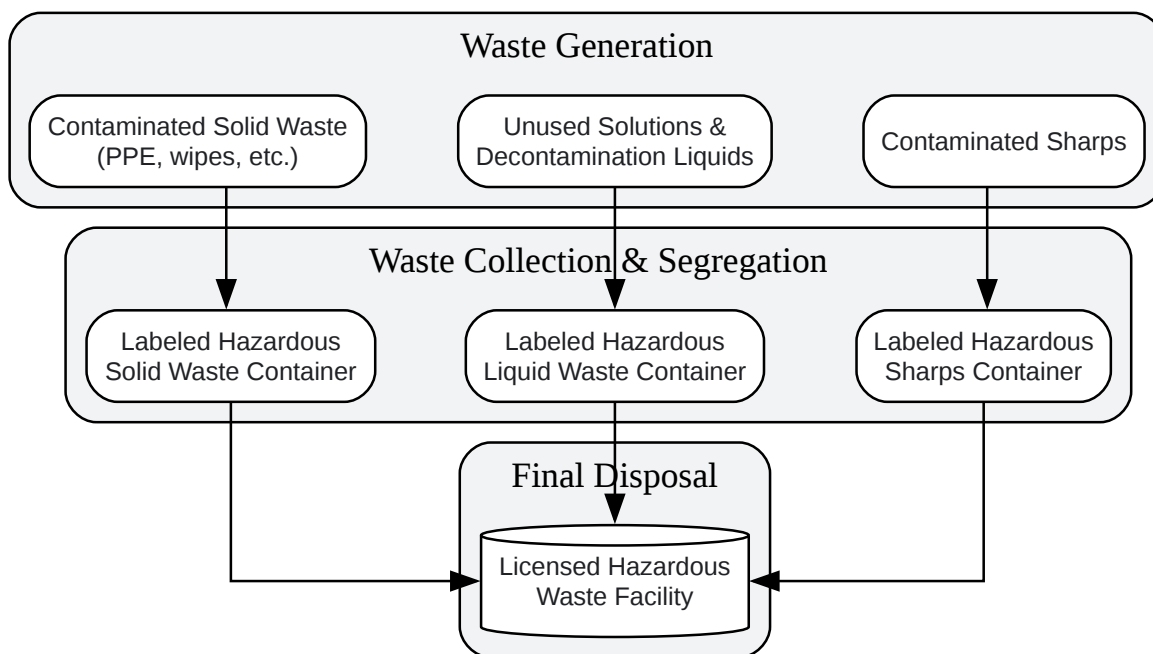 Waste Generation
Contaminated Solid Waste
(PPE, wipes, etc.)
Unused Solutions &
Decontamination Liquids
Contaminated Sharps
Waste Collection & Segregation
Labeled Hazardous
Solid Waste Container
Labeled Hazardous
Liquid Waste Container
Labeled Hazardous
Sharps Container
Final Disposal
Licensed Hazardous
Waste Facility